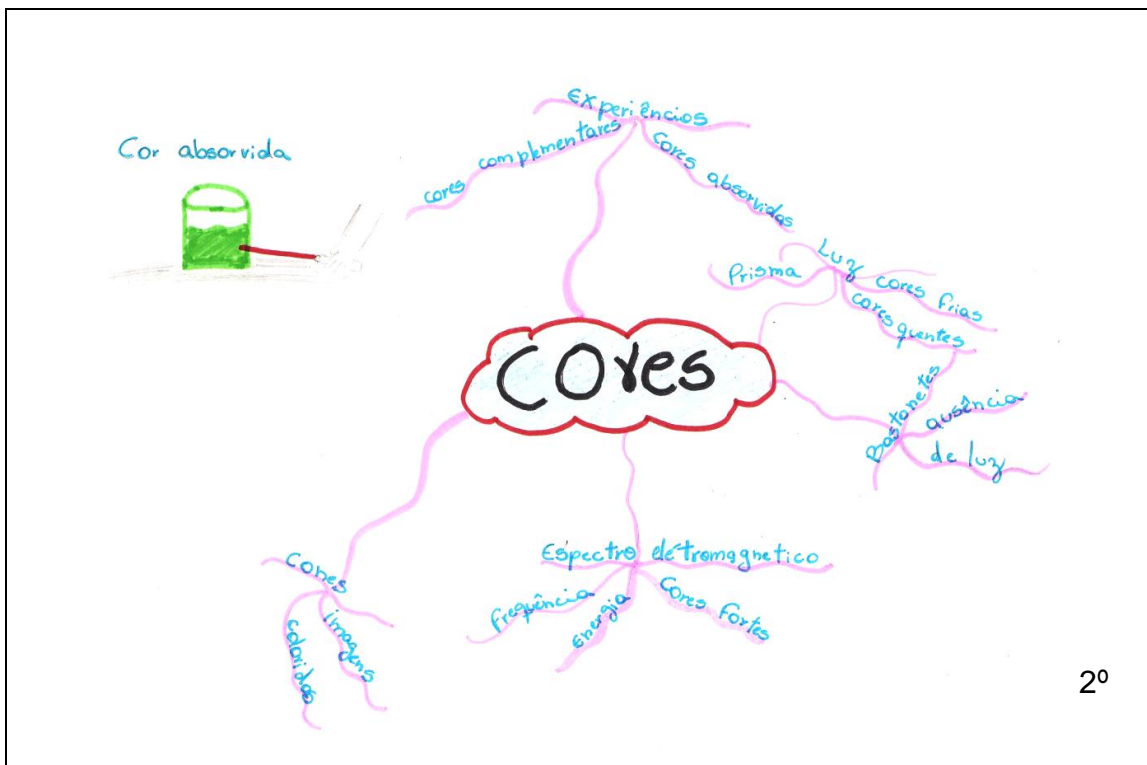 Experiências
cores complementares
Cores absorvidas
Cor absorvida
Luz
Prisma
cores frias
cores quentes
Cores
Bastonetes
ausência
de luz
Espectro eletromagnetico
frequência
Energia
Cores fortes
Cones
imagens
coloridas
2º